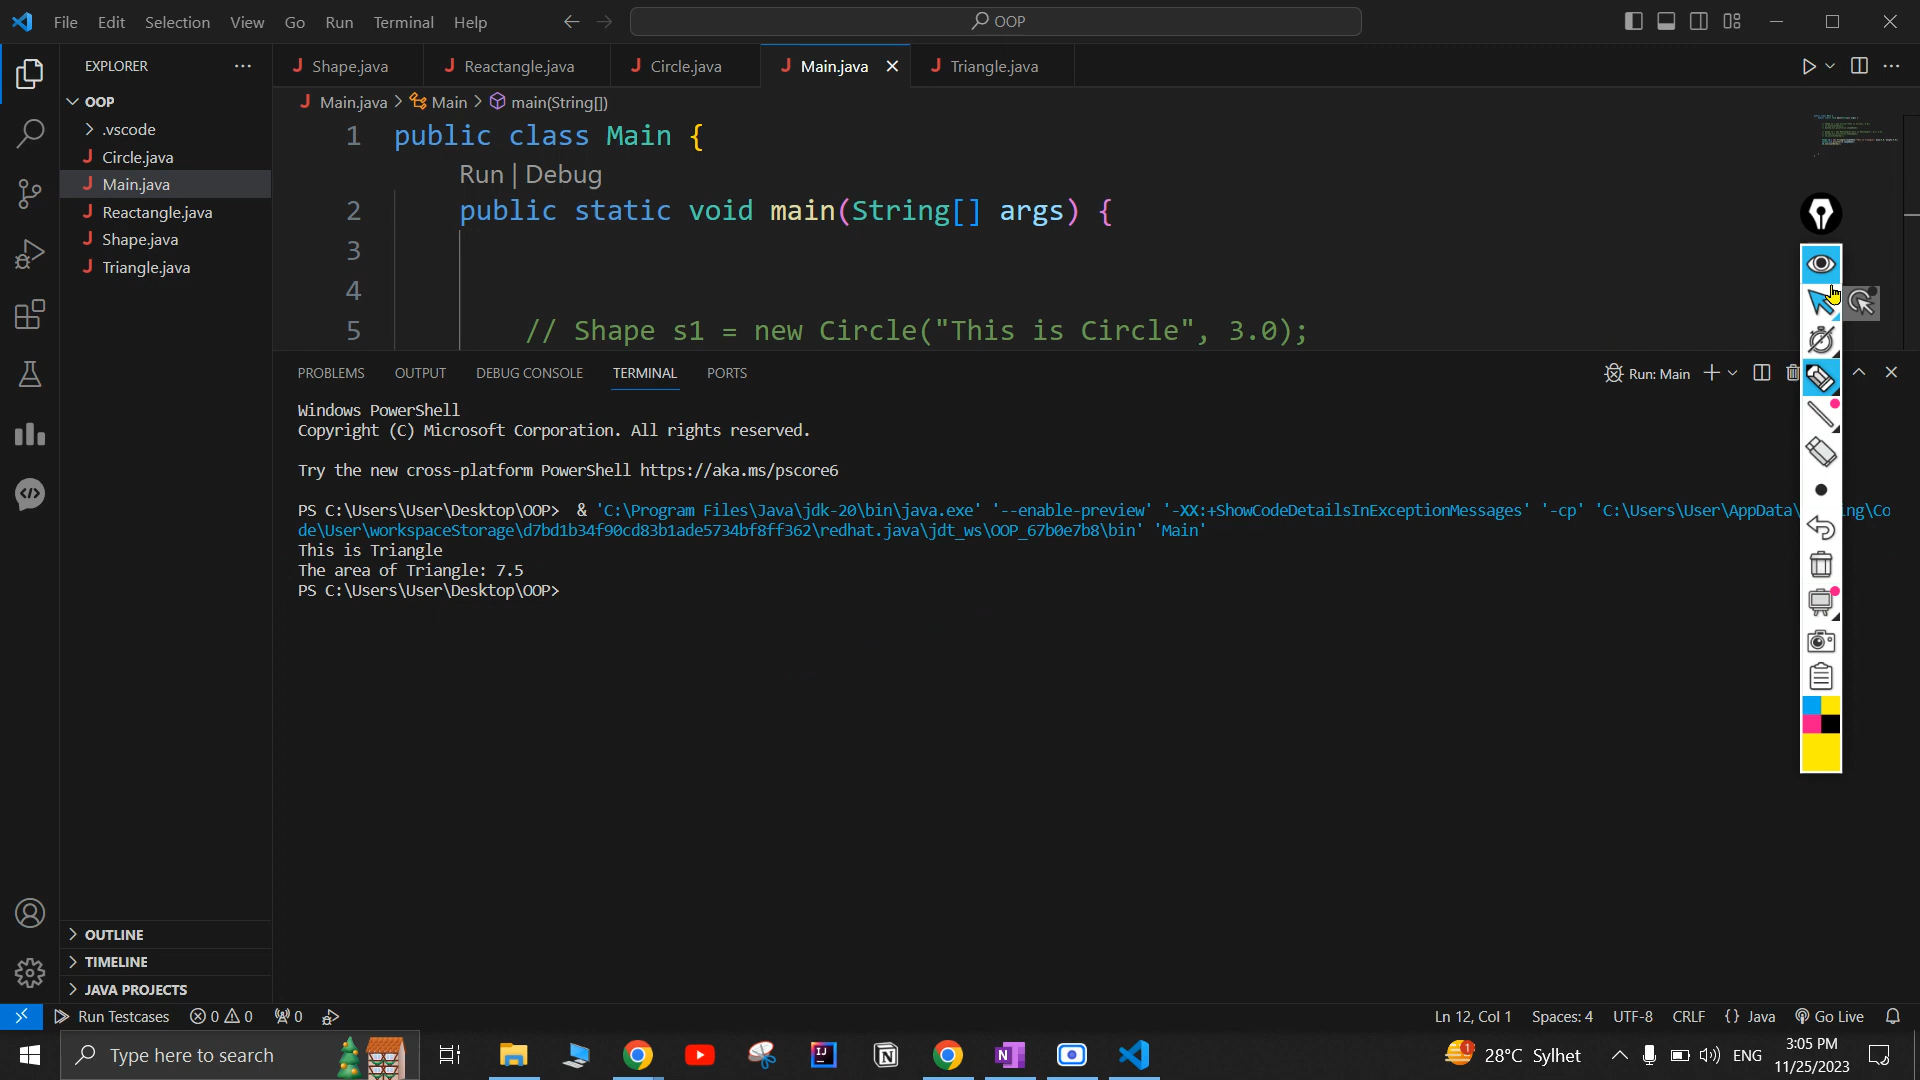 File Edit Selection View Go Run Terminal Help
OOP
EXPLORER
OOP
.vscode
Circle.java
Main.java
Reactangle.java
Shape.java
Triangle.java
OUTLINE
TIMELINE
JAVA PROJECTS
Shape.java Reactangle.java Circle.java Main.java Triangle.java
Main.java > Main > main(String[])
1 public class Main {
Run | Debug
2 public static void main(String[] args) {
3
4
5 // Shape s1 = new Circle("This is Circle", 3.0);
PROBLEMS OUTPUT DEBUG CONSOLE TERMINAL PORTS
Run: Main
Windows PowerShell
Copyright (C) Microsoft Corporation. All rights reserved.
Try the new cross-platform PowerShell https://aka.ms/pscore6
PS C:\Users\User\Desktop\OOP> & 'C:\Program Files\Java\jdk-20\bin\java.exe' '--enable-preview' '-XX:+ShowCodeDetailsInExceptionMessages' '-cp' 'C:\Users\User\AppData\ ng\Co
de\User\workspaceStorage\d7bd1b34f90cd83b1ade5734bf8ff362\redhat.java\jdt_ws\OOP_67b0e7b8\bin' 'Main'
This is Triangle
The area of Triangle: 7.5
PS C:\Users\User\Desktop\OOP>
Run Testcases 0 0 0
Ln 12, Col 1 Spaces: 4 UTF-8 CRLF {} Java Go Live
Type here to search
1 28°C Sylhet ENG
3:05 PM
11/25/2023